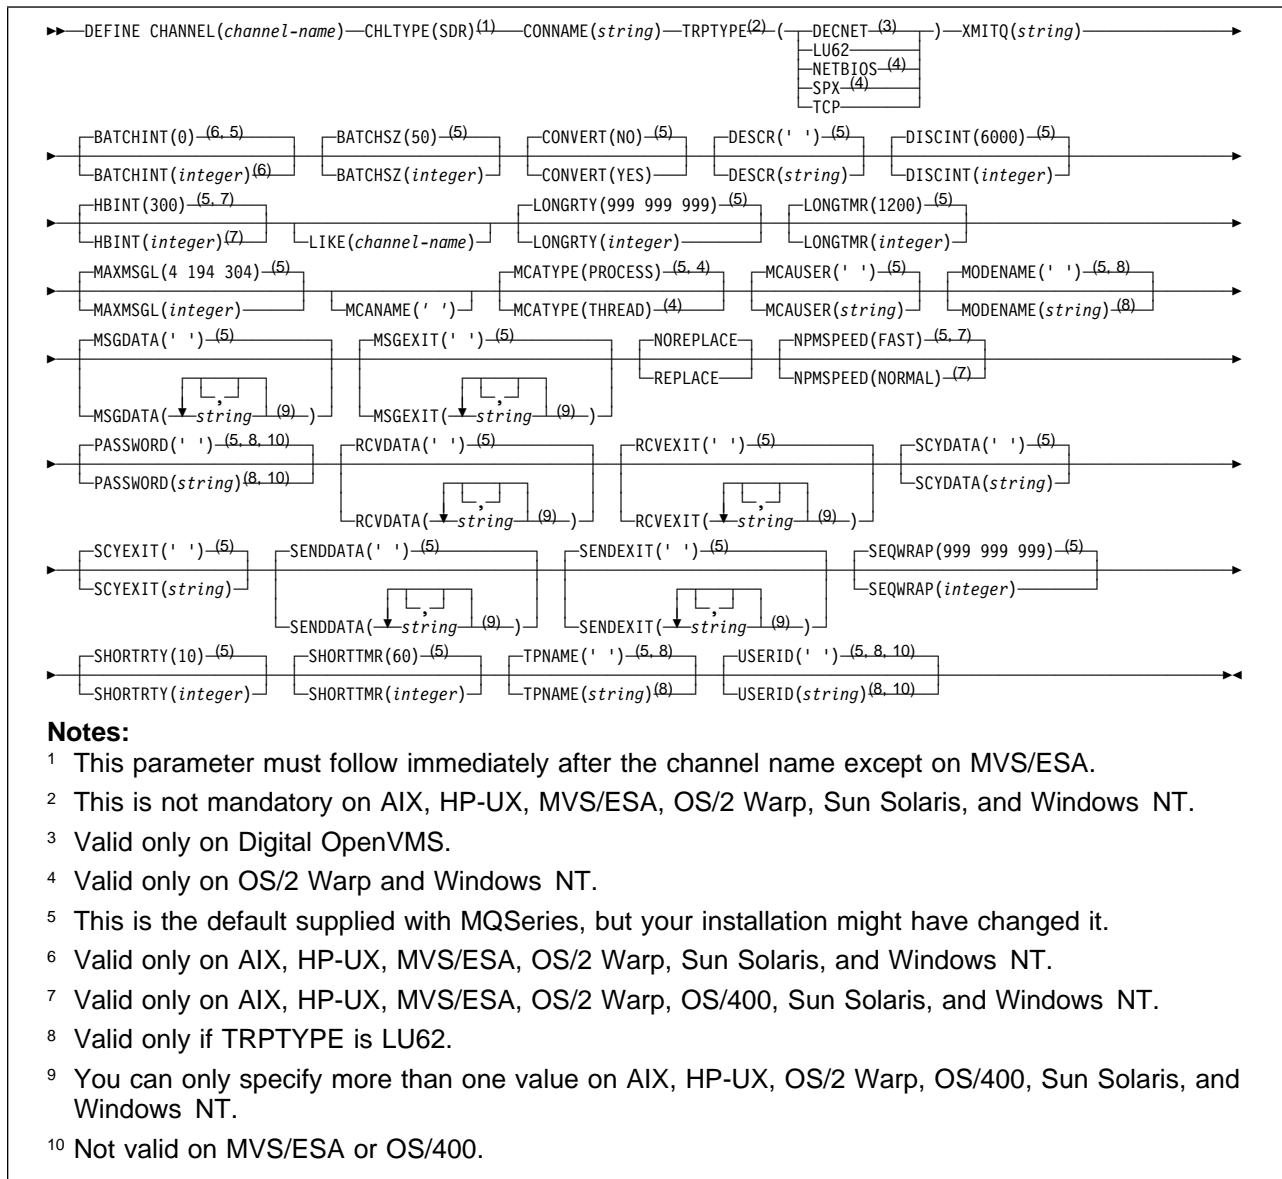 DEFINE CHANNEL(channel-name) CHLTYPE(SDR)(1) CONNAME(string) TRPTYPE(2) ( DECNET (3) ) XMITQ(string)
LU62
NETBIOS (4)
SPX (4)
TCP
BATCHINT(0) (6, 5) BATCHSZ(50) (5) CONVERT(NO) (5) DESCR(' ') (5) DISCINT(6000) (5)
BATCHINT(integer)(6) BATCHSZ(integer) CONVERT(YES) DESCR(string) DISCINT(integer)
HBINT(300) (5, 7) LONGRTY(999 999 999) (5) LONGTMR(1200) (5)
HBINT(integer)(7) LIKE(channel-name) LONGRTY(integer) LONGTMR(integer)
MAXMSGL(4 194 304) (5) MCATYPE(PROCESS) (5, 4) MCAUSER(' ') (5) MODENAME(' ') (5, 8)
MAXMSGL(integer) MCANAME(' ') MCATYPE(THREAD) (4) MCAUSER(string) MODENAME(string) (8)
MSGDATA(' ') (5) MSGEXIT(' ') (5) NOREPLACE NPMSPEED(FAST) (5, 7)
REPLACE NPMSPEED(NORMAL) (7)
, ,
MSGDATA( string (9) ) MSGEXIT( string (9) )
PASSWORD(' ') (5, 8, 10) RCVDATA(' ') (5) RCVEXIT(' ') (5) SCYDATA(' ') (5)
PASSWORD(string)(8, 10) SCYDATA(string)
, ,
RCVDATA( string (9) ) RCVEXIT( string (9) )
SCYEXIT(' ') (5) SENDDATA(' ') (5) SENDEXIT(' ') (5) SEQWRAP(999 999 999) (5)
SCYEXIT(string) SEQWRAP(integer)
, ,
SENDDATA( string (9) ) SENDEXIT( string (9) )
SHORTRTY(10) (5) SHORTTMR(60) (5) TPNAME(' ') (5, 8) USERID(' ') (5, 8, 10)
SHORTRTY(integer) SHORTTMR(integer) TPNAME(string)(8) USERID(string)(8, 10)
Notes:
1 This parameter must follow immediately after the channel name except on MVS/ESA.
2 This is not mandatory on AIX, HP-UX, MVS/ESA, OS/2 Warp, Sun Solaris, and Windows NT.
3 Valid only on Digital OpenVMS.
4 Valid only on OS/2 Warp and Windows NT.
5 This is the default supplied with MQSeries, but your installation might have changed it.
6 Valid only on AIX, HP-UX, MVS/ESA, OS/2 Warp, Sun Solaris, and Windows NT.
7 Valid only on AIX, HP-UX, MVS/ESA, OS/2 Warp, OS/400, Sun Solaris, and Windows NT.
8 Valid only if TRPTYPE is LU62.
9 You can only specify more than one value on AIX, HP-UX, OS/2 Warp, OS/400, Sun Solaris, and
Windows NT.
10 Not valid on MVS/ESA or OS/400.